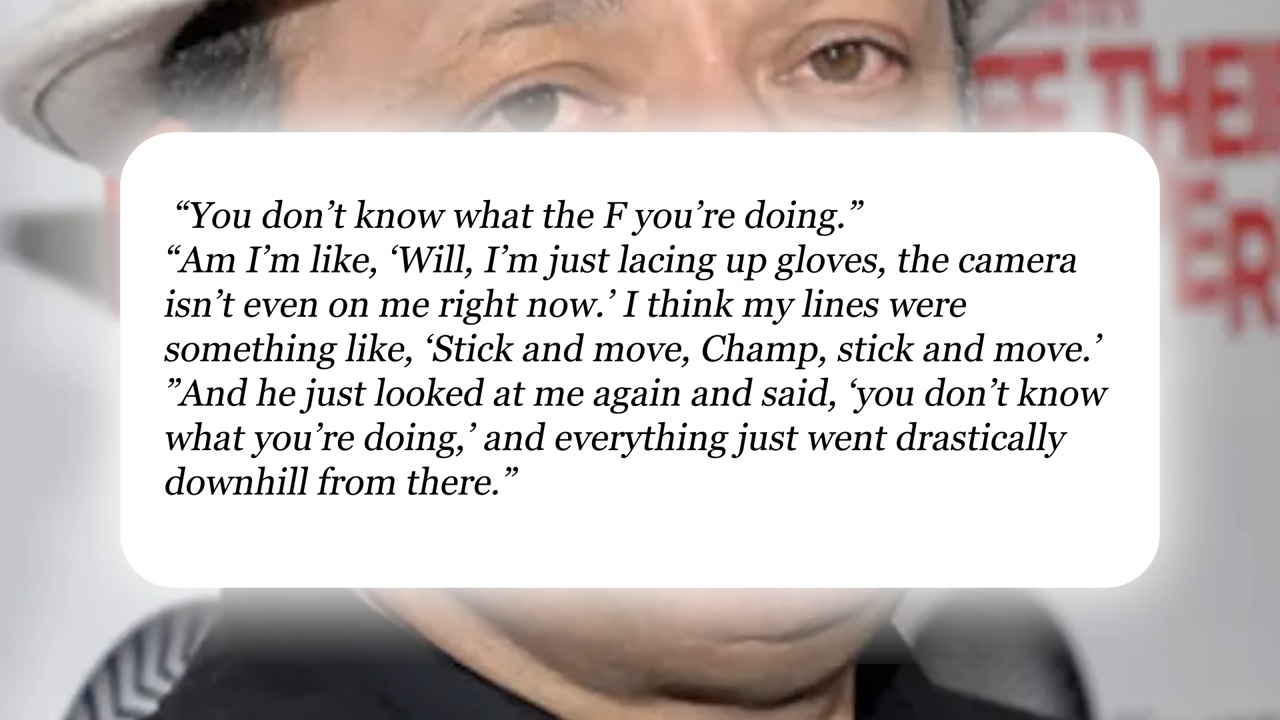 “You don’t know what the F you’re doing.”
“Am I’m like, ‘Will, I’m just lacing up gloves, the camera
isn’t even on me right now.’ I think my lines were
something like, ‘Stick and move, Champ, stick and move.’
”And he just looked at me again and said, ‘you don’t know
what you’re doing,’ and everything just went drastically
downhill from there.”